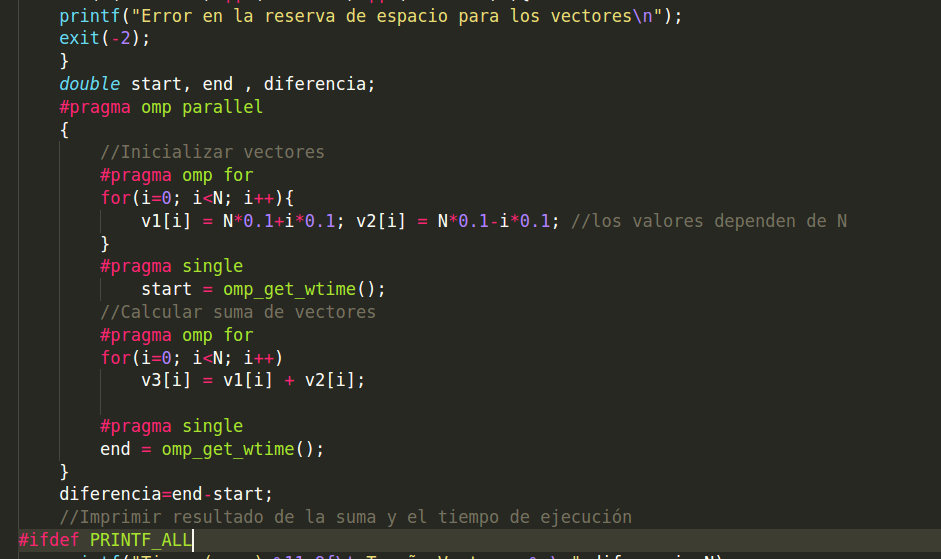 printf("Error en la reserva de espacio para los vectores\n");
exit(-2);
}
double start, end , diferencia;
#pragma omp parallel
{
//Inicializar vectores
#pragma omp for
for(i=0; i<N; i++){
v1[i] = N*0.1+i*0.1; v2[i] = N*0.1-i*0.1; //los valores dependen de N
}
#pragma single
start = omp_get_wtime();
//Calcular suma de vectores
#pragma omp for
for(i=0; i<N; i++)
v3[i] = v1[i] + v2[i];
#pragma single
end = omp_get_wtime();
}
diferencia=end-start;
//Imprimir resultado de la suma y el tiempo de ejecución
#ifdef PRINTF_ALL